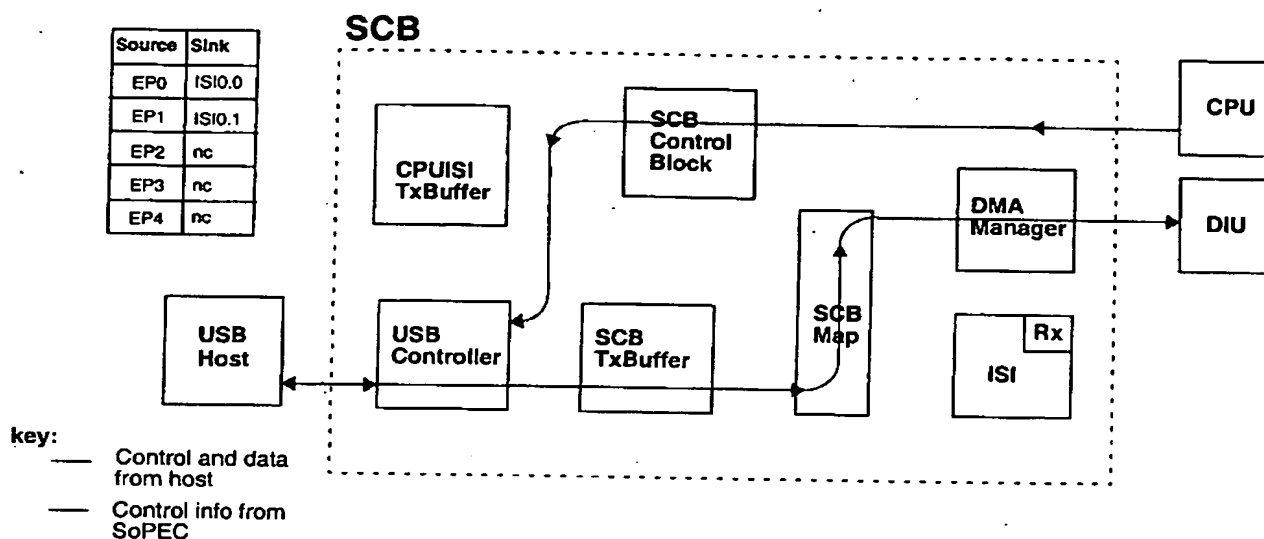 SCB
Source Sink
EP0 ISI0.0
EP1 ISI0.1
EP2 nc
EP3 nc
EP4 nc
CPUISI
TxBuffer
SCB
Control
Block
CPU
DMA
Manager
DIU
USB
Host
USB
Controller
SCB
TxBuffer
SCB
Map
Rx
ISI
key:
Control and data
from host
Control info from
SoPEC